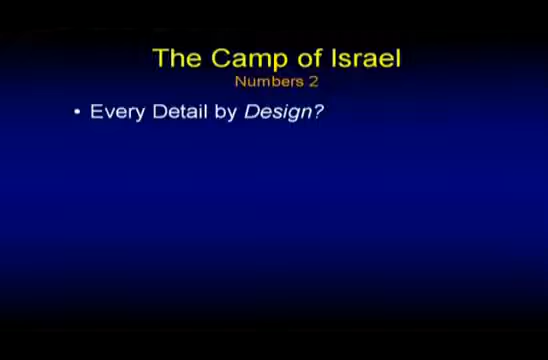 The Camp of Israel
Numbers 2
• Every Detail by Design?